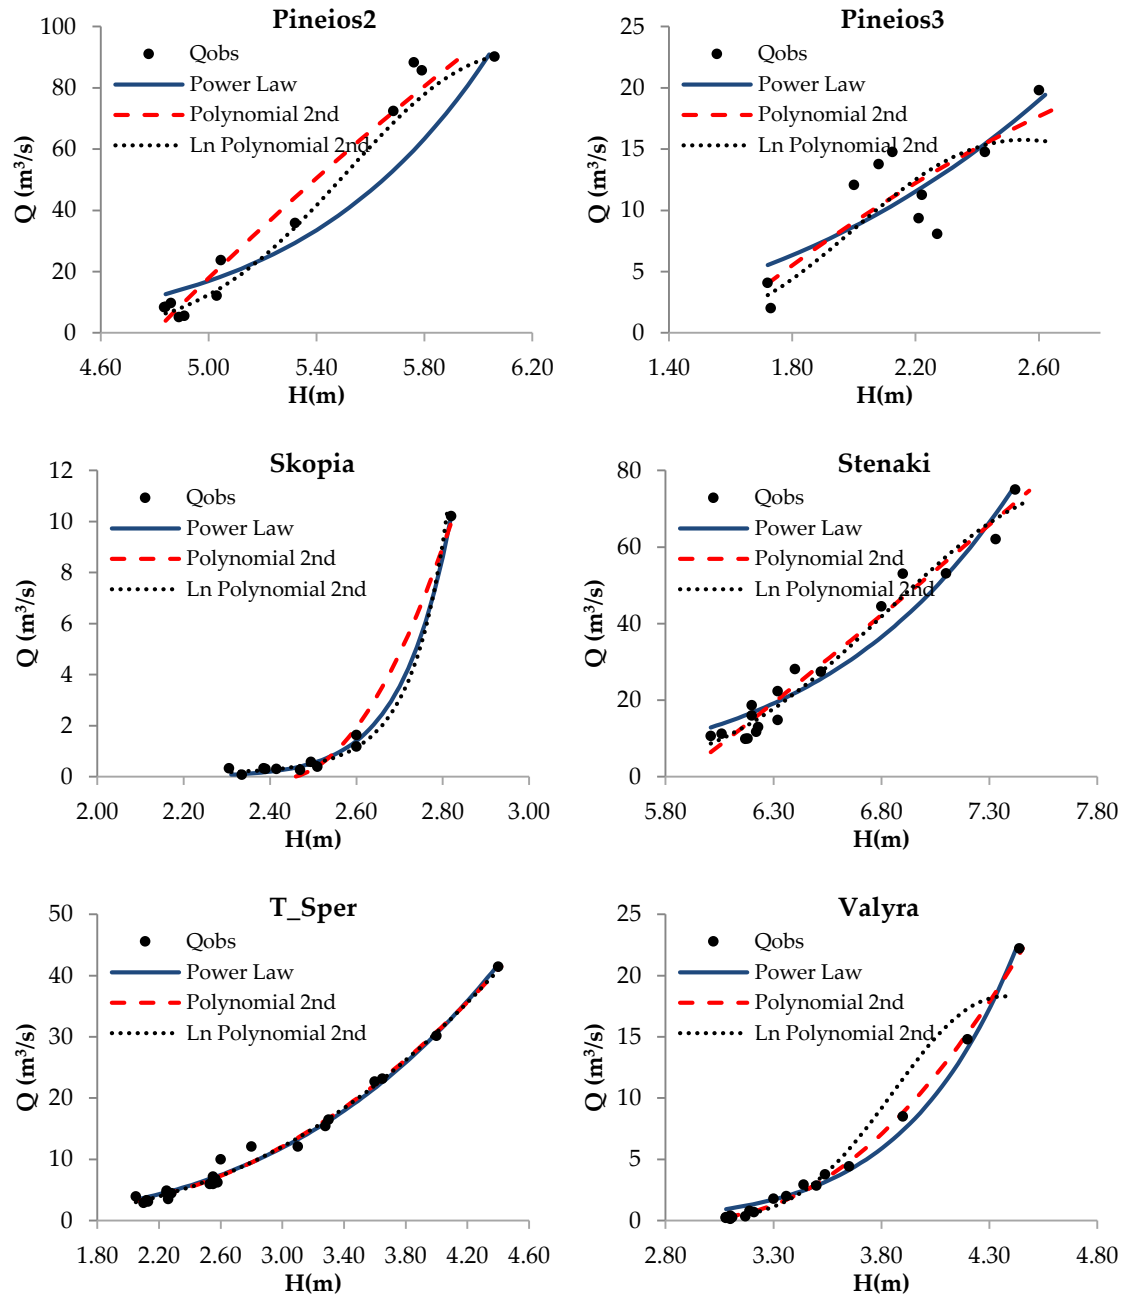 Pineios2
Qobs
Power Law
Polynomial 2nd
Ln Polynomial 2nd
Q (m³/s)
100
80
60
40
20
0
4.60 5.00 5.40 5.80 6.20
H(m)
Pineios3
Qobs
Power Law
Polynomial 2nd
Ln Polynomial 2nd
Q (m³/s)
25
20
15
10
5
0
1.40 1.80 2.20 2.60
H(m)
Skopia
Qobs
Power Law
Polynomial 2nd
Ln Polynomial 2nd
Q (m³/s)
12
10
8
6
4
2
0
2.00 2.20 2.40 2.60 2.80 3.00
H(m)
Stenaki
Qobs
Power Law
Polynomial 2nd
Ln Polynomial 2nd
Q (m³/s)
80
60
40
20
0
5.80 6.30 6.80 7.30 7.80
H(m)
T_Sper
Qobs
Power Law
Polynomial 2nd
Ln Polynomial 2nd
Q (m³/s)
50
40
30
20
10
0
1.80 2.20 2.60 3.00 3.40 3.80 4.20 4.60
H(m)
Valyra
Qobs
Power Law
Polynomial 2nd
Ln Polynomial 2nd
Q (m³/s)
25
20
15
10
5
0
2.80 3.30 3.80 4.30 4.80
H(m)